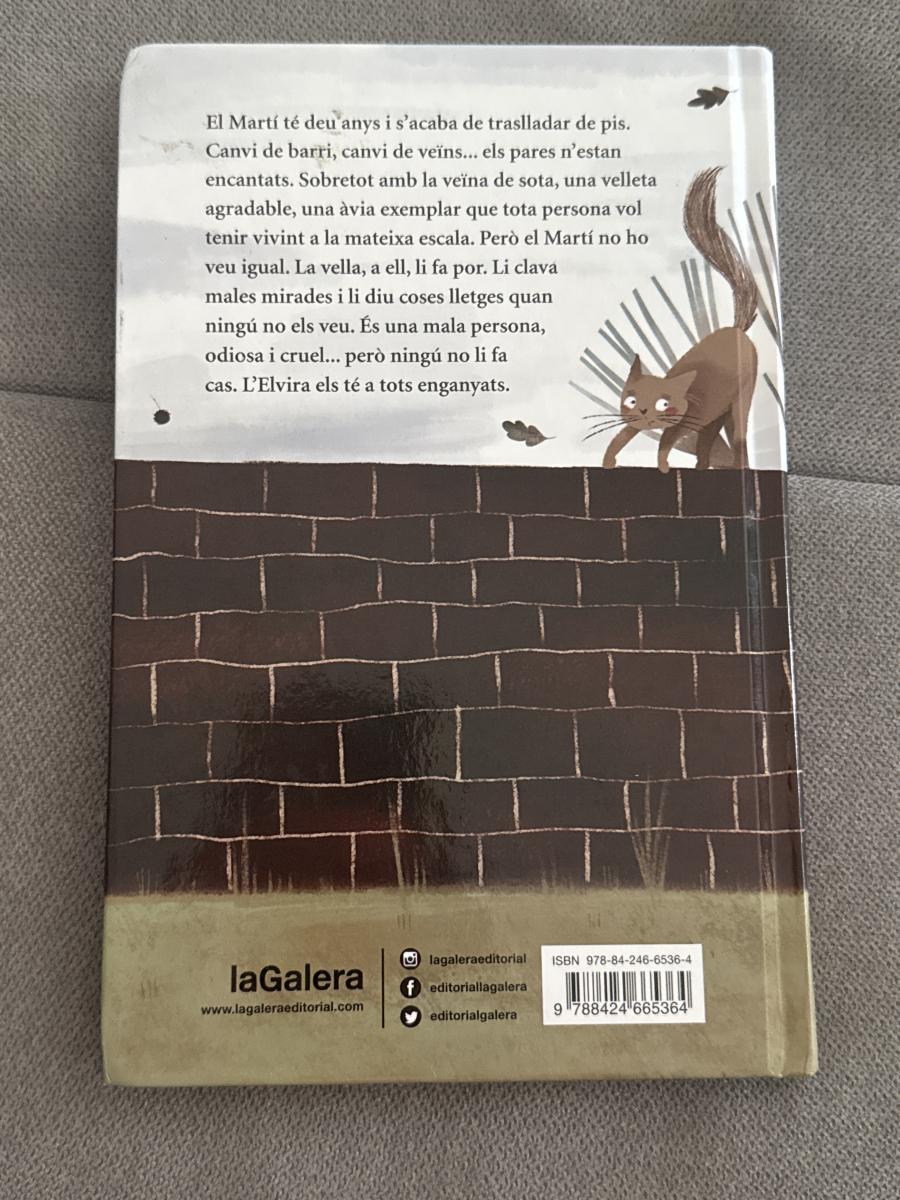 El Martí té deu anys i s'acaba de traslladar de pis.
Canvi de barri, canvi de veïns... els pares n'estan
encantats. Sobretot amb la veïna de sota, una velleta
agradable, una àvia exemplar que tota persona vol
tenir vivint a la mateixa escala. Però el Martí no ho
veu igual. La vella, a ell, li fa por. Li clava
males mirades i li diu coses lletges quan
ningú no els veu. És una mala persona,
odiosa i cruel... però ningú no li fa
cas. L'Elvira els té a tots enganyats.
laGalera
www.lagaleraeditorial.com
lagaleraeditorial
editoriallagalera
editorialgalera
ISBN 978-84-246-6536-4
9 788424 665364